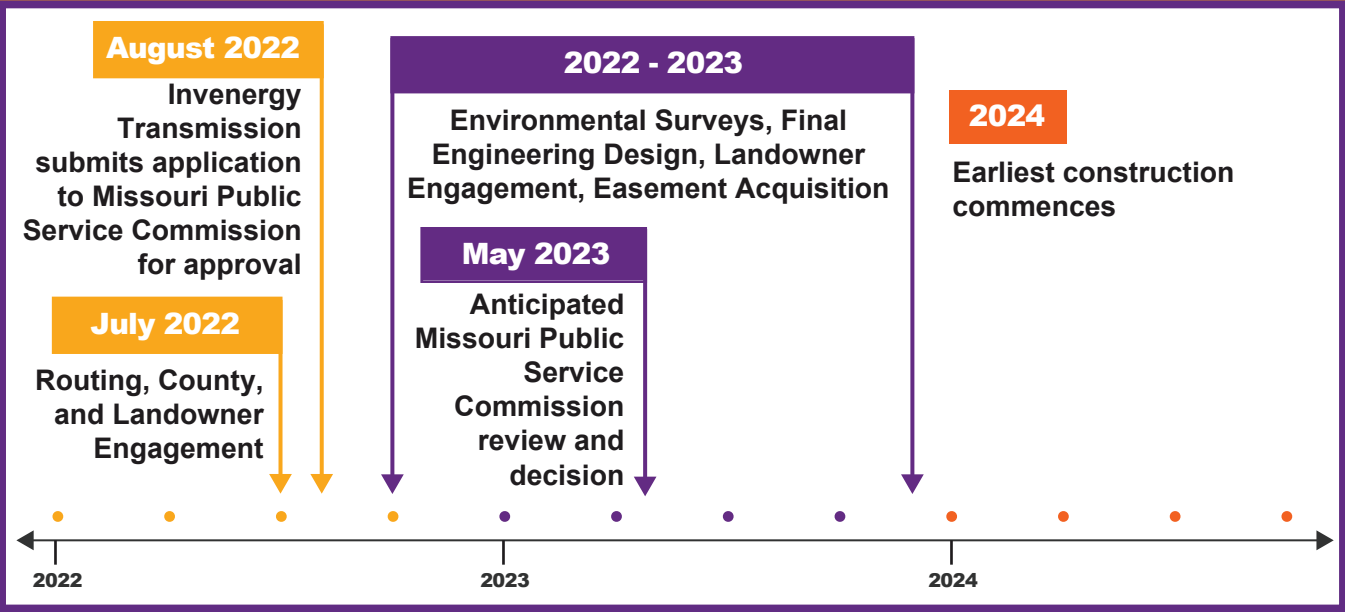 August 2022
Invenergy
Transmission
submits application
to Missouri Public
Service Commission
for approval
July 2022
Routing, County,
and Landowner
Engagement
2022 - 2023
Environmental Surveys, Final
Engineering Design, Landowner
Engagement, Easement Acquisition
May 2023
Anticipated
Missouri Public
Service
Commission
review and
decision
2024
Earliest construction
commences
2022
2023
2024